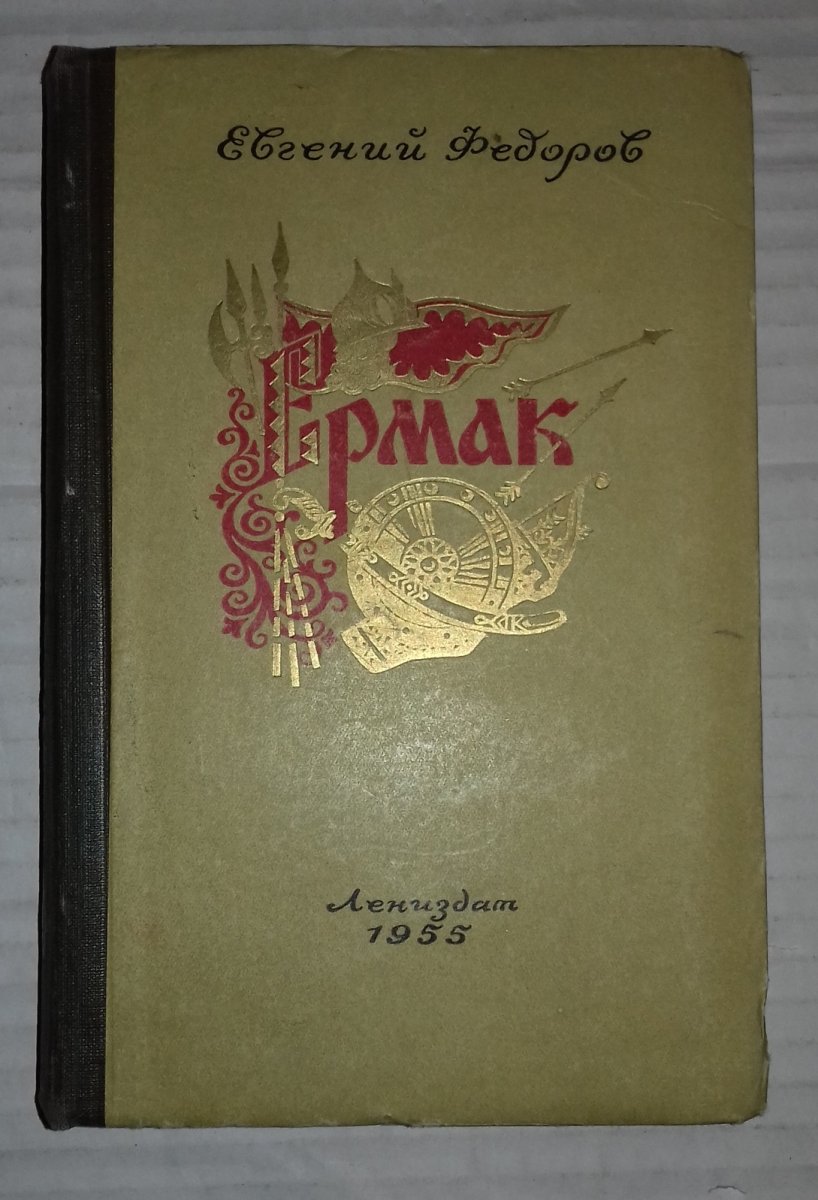 Евгений Федоров
Ермак
Лениздат
1955